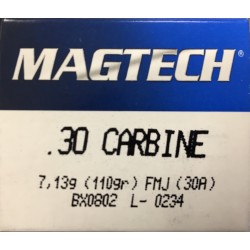 MAGTECH®
.30 CARBINE
7,13g (110gr) FMJ (30A)
BX0802 L- 0234